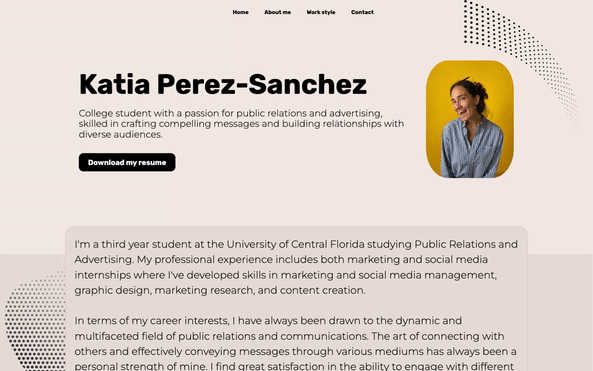 Home About me Work style Contact
Katia Perez-Sanchez
College student with a passion for public relations and advertising,
skilled in crafting compelling messages and building relationships with
diverse audiences.
Download my resume
I'm a third year student at the University of Central Florida studying Public Relations and
Advertising. My professional experience includes both marketing and social media
internships where I've developed skills in marketing and social media management,
graphic design, marketing research, and content creation.
In terms of my career interests, I have always been drawn to the dynamic and
multifaceted field of public relations and communications. The art of connecting with
others and effectively conveying messages through various mediums has always been a
personal strength of mine. I find great satisfaction in the ability to engage with different